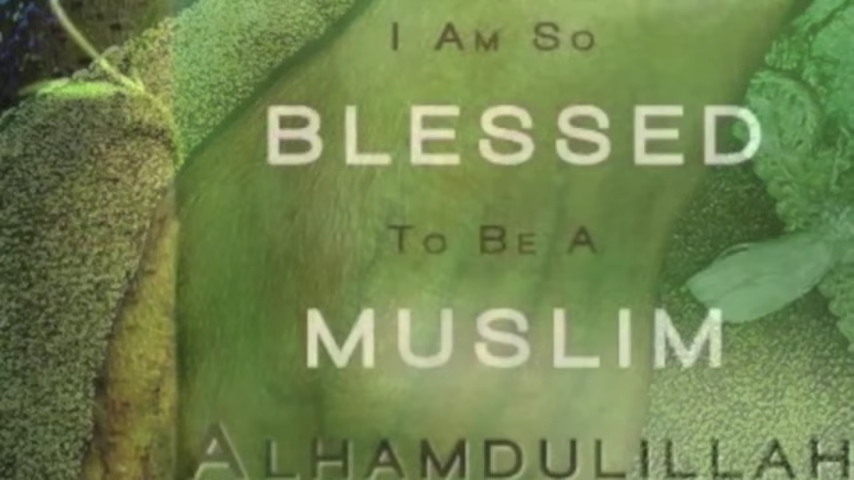 I Am So
BLESSED
To Be A
MUSLIM
ALHAMDULILLAH